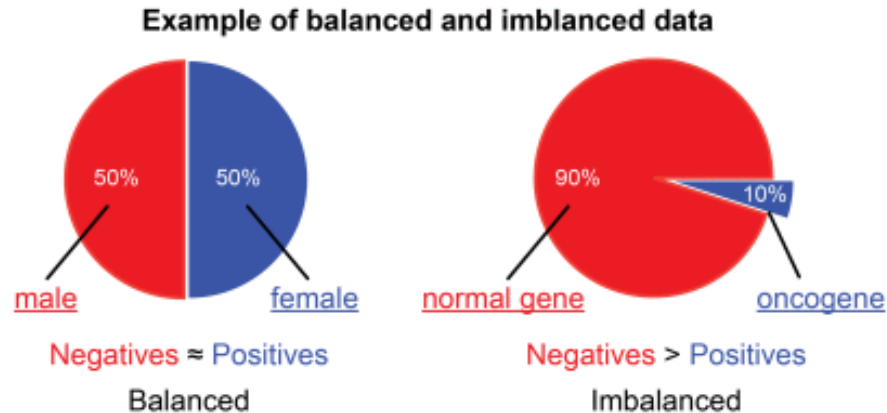 Example of balanced and imblanced data
50%
50%
male
female
Negatives ≈ Positives
Balanced
90%
10%
normal gene
oncogene
Negatives > Positives
Imbalanced